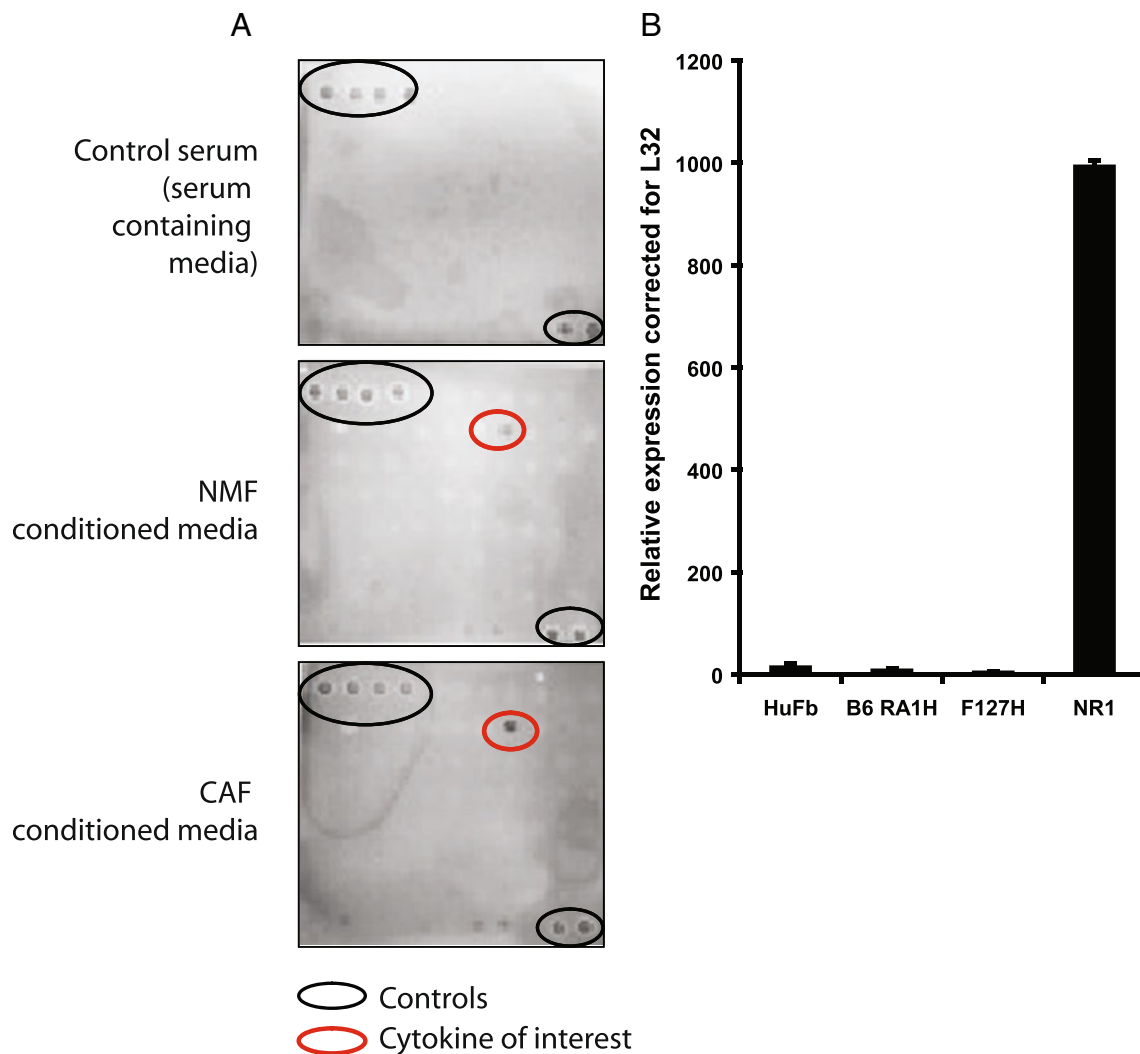 A
B
Control serum
(serum
containing
media)
NMF
conditioned media
CAF
conditioned media
Controls
Cytokine of interest
Relative expression corrected for L32
1200
1000
800
600
400
200
0
HuFb
B6 RA1H
F127H
NR1